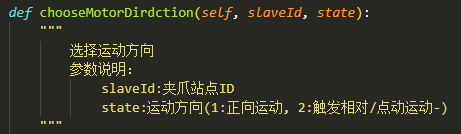 def chooseMotorDirdction(self, slaveId, state):
"""
选择运动方向
参数说明:
slaveId:夹爪站点ID
state:运动方向(1:正向运动, 2:触发相对/点动运动-)
"""